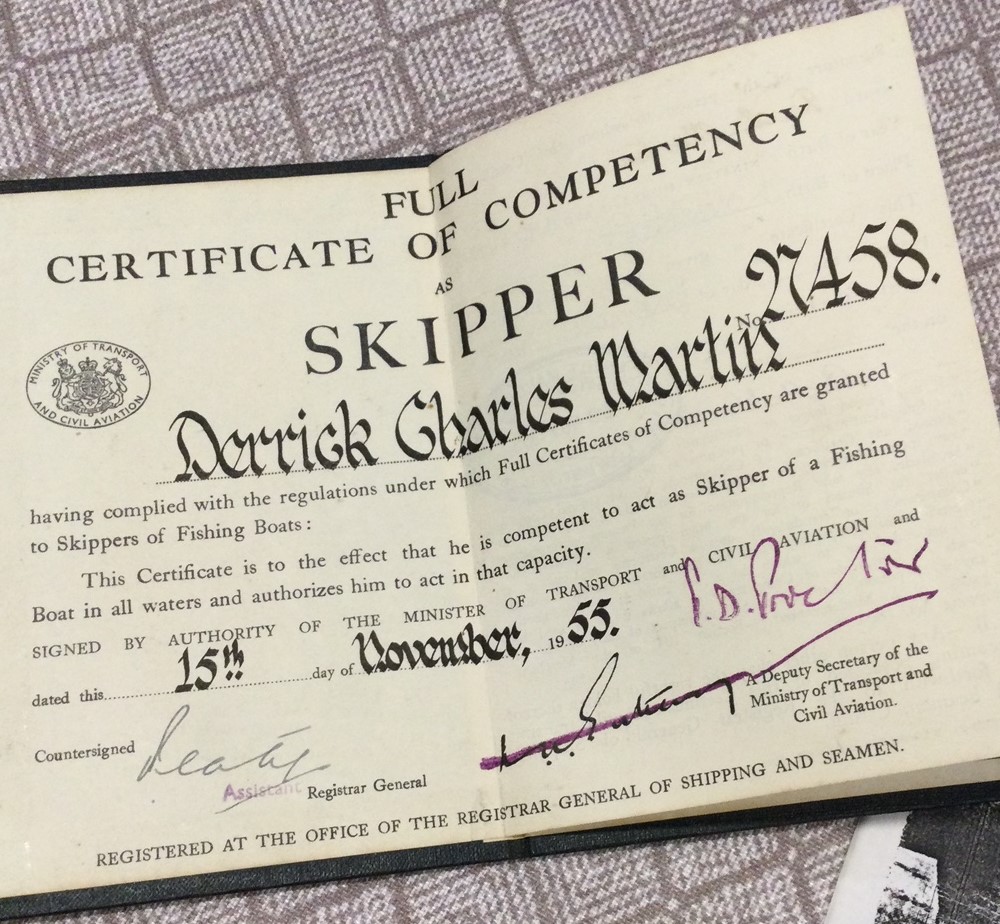 FULL
CERTIFICATE OF COMPETENCY
AS
SKIPPER
No. 27458.
MINISTRY OF TRANSPORT
AND CIVIL AVIATION
Derrick Charles Martin
having complied with the regulations under which Full Certificates of Competency are granted
to Skippers of Fishing Boats :
This Certificate is to the effect that he is competent to act as Skipper of a Fishing
Boat in all waters and authorizes him to act in that capacity.
SIGNED BY AUTHORITY OF THE MINISTER OF TRANSPORT and CIVIL AVIATION and
dated this 15th day of November, 1955.
A Deputy Secretary of the
Ministry of Transport and
Civil Aviation.
Countersigned
Assistant Registrar General
REGISTERED AT THE OFFICE OF THE REGISTRAR GENERAL OF SHIPPING AND SEAMEN.